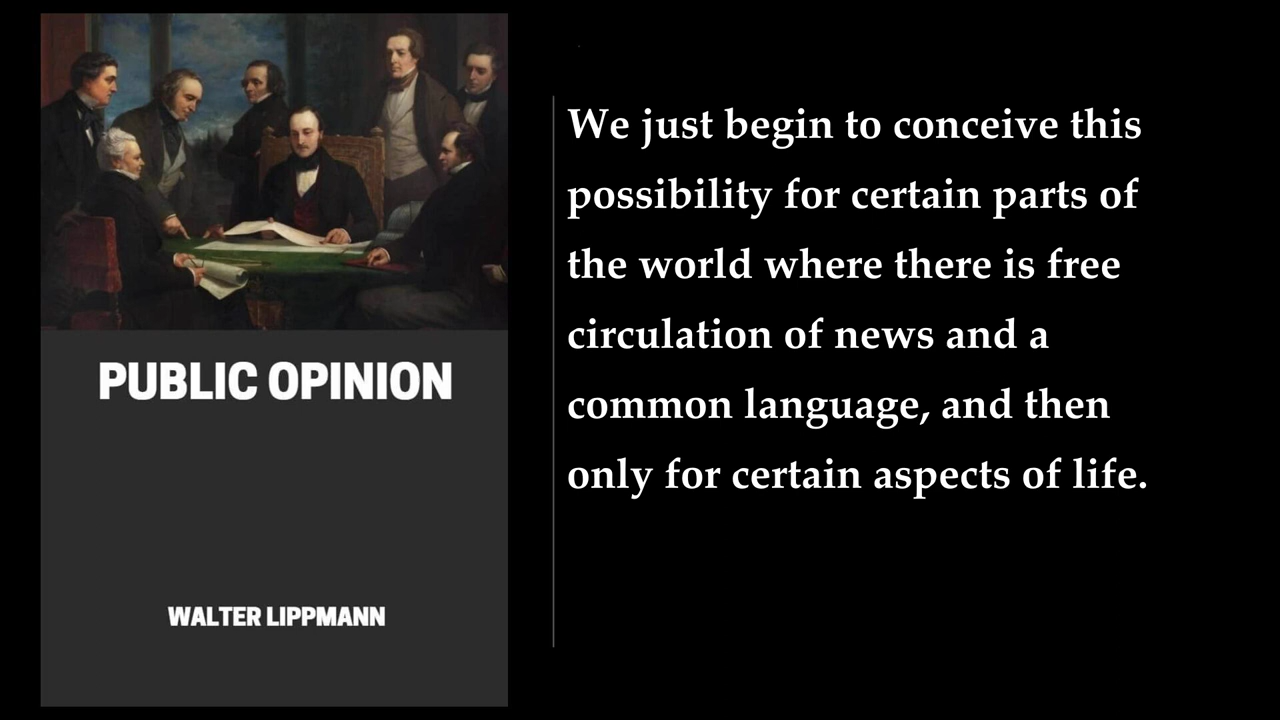 PUBLIC OPINION
WALTER LIPPMANN
We just begin to conceive this
possibility for certain parts of
the world where there is free
circulation of news and a
common language, and then
only for certain aspects of life.